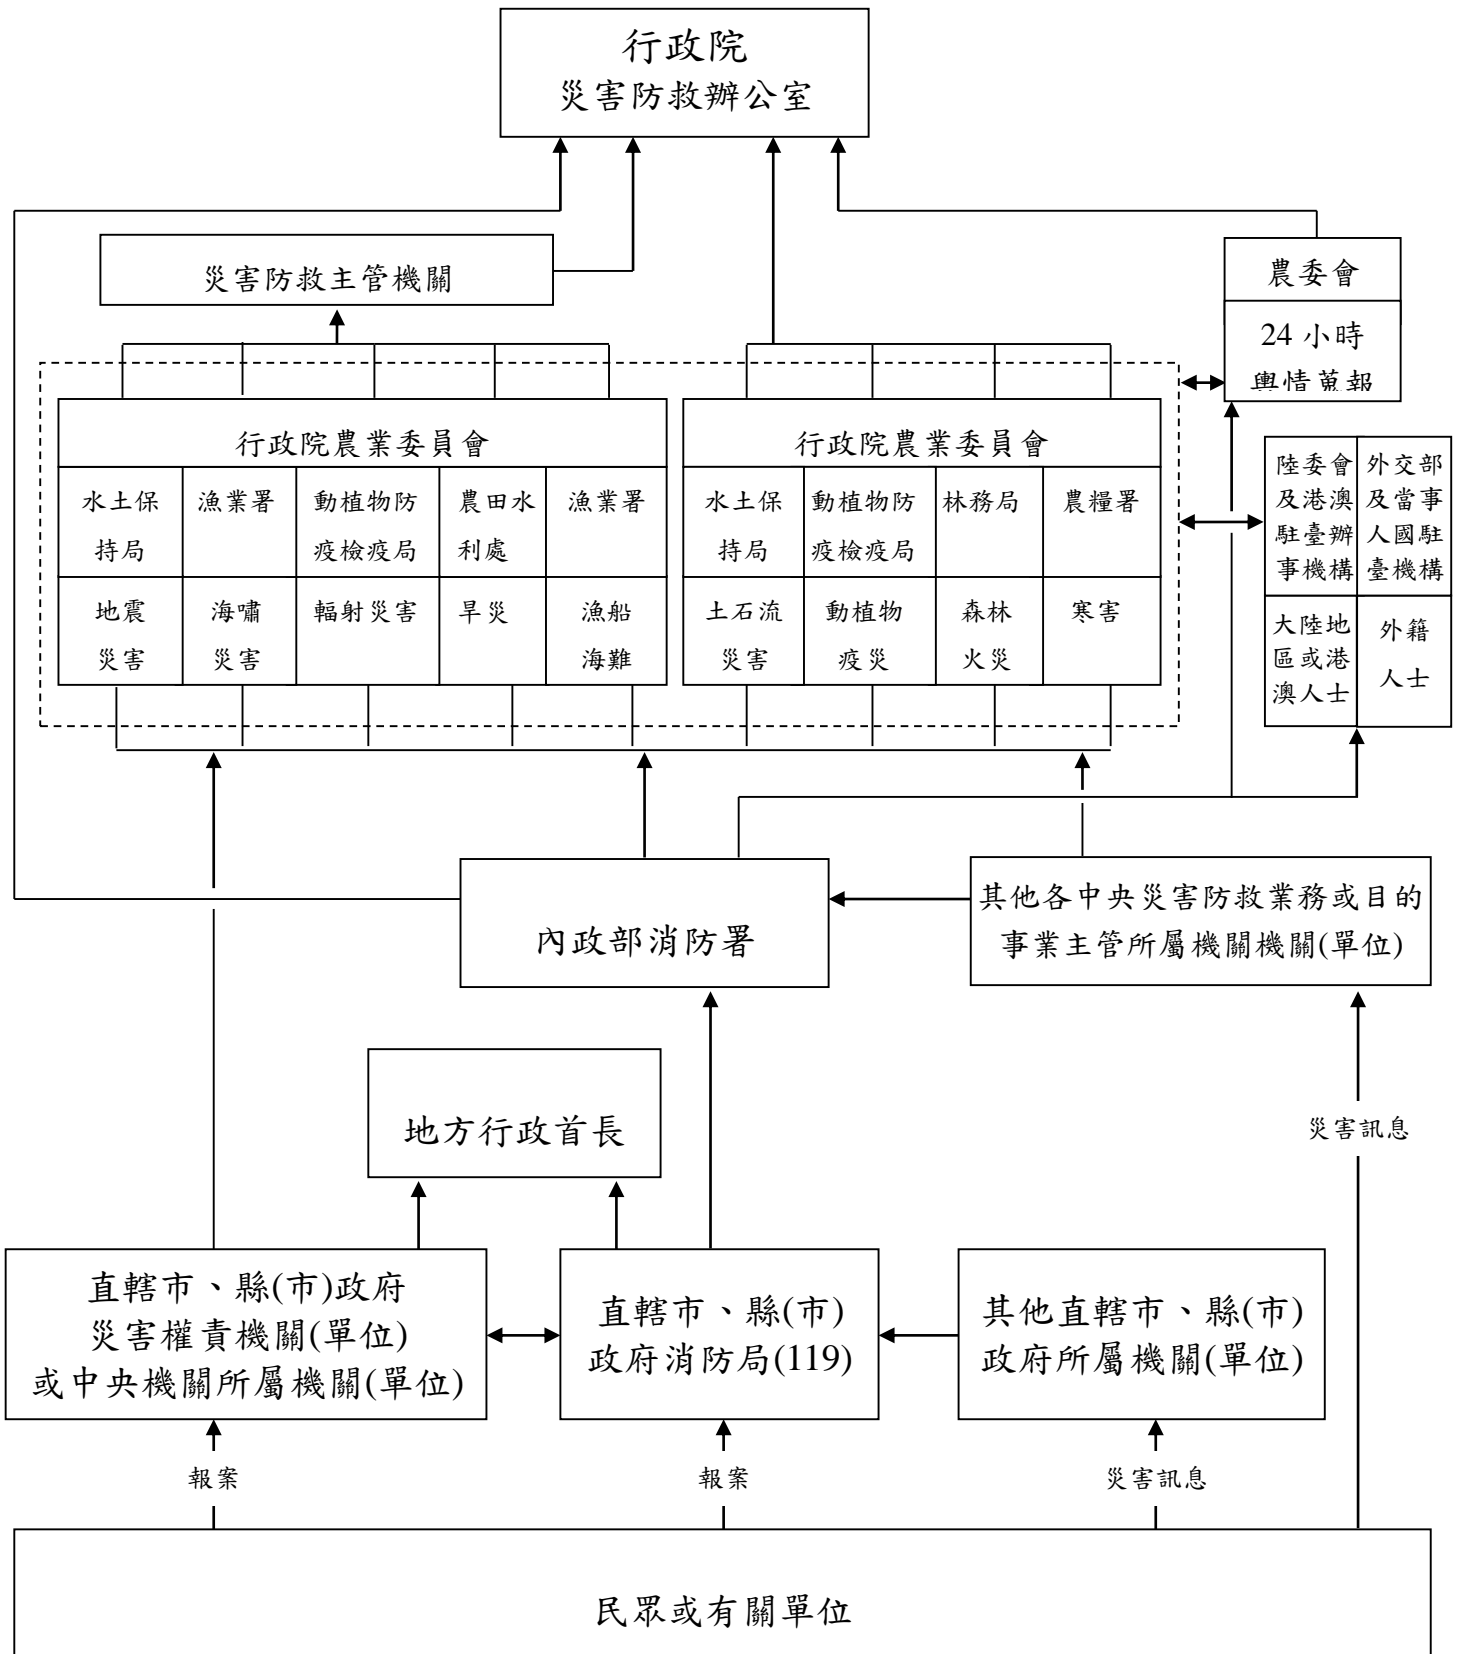 行政院
災害防救辦公室
災害防救主管機關
農委會
24 小時
輿情蒐報
行政院農業委員會
水土保
持局
漁業署
動植物防
疫檢疫局
農田水
利處
漁業署
地震
災害
海嘯
災害
輻射災害
旱災
漁船
海難
行政院農業委員會
水土保
持局
動植物防
疫檢疫局
林務局
農糧署
土石流
災害
動植物
疫災
森林
火災
寒害
陸委會
及港澳
駐臺辦
事機構
外交部
及當事
人國駐
臺機構
大陸地
區或港
澳人士
外籍
人士
內政部消防署
其他各中央災害防救業務或目的
事業主管所屬機關機關(單位)
地方行政首長
災害訊息
直轄市、縣(市)政府
災害權責機關(單位)
或中央機關所屬機關(單位)
直轄市、縣(市)
政府消防局(119)
其他直轄市、縣(市)
政府所屬機關(單位)
報案
報案
災害訊息
民眾或有關單位